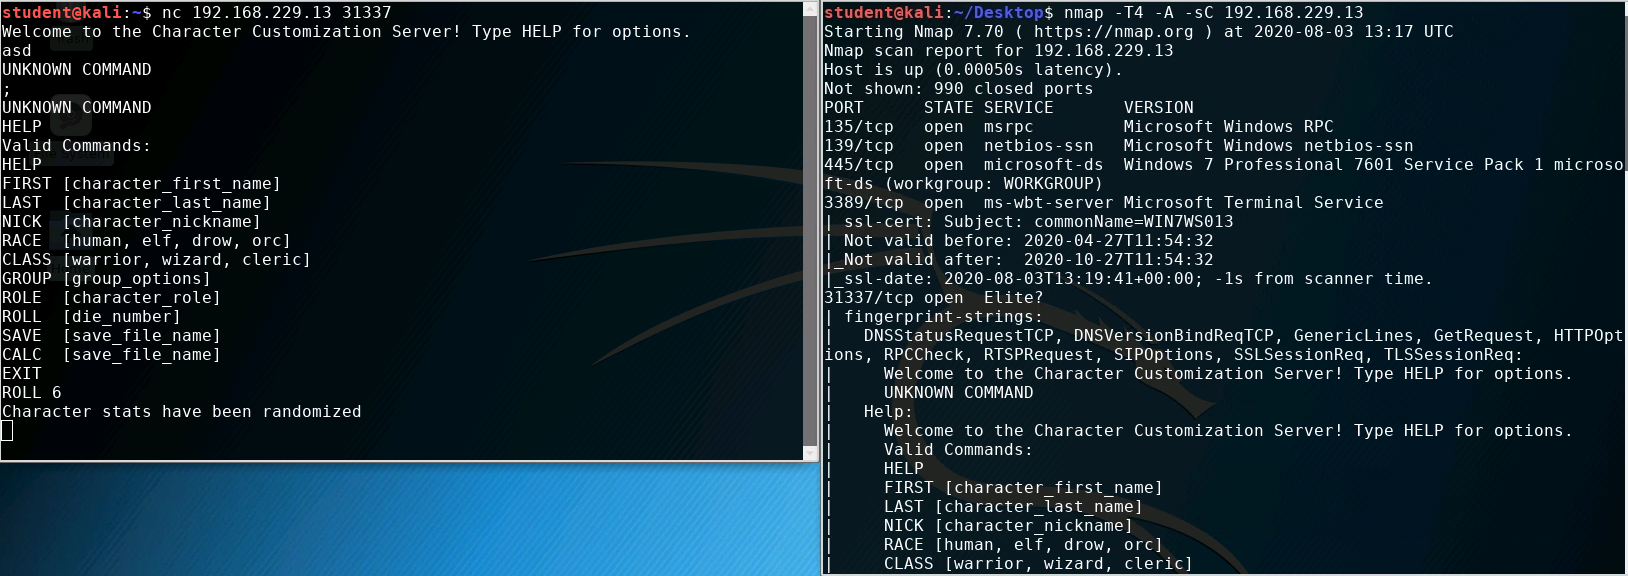 student@kali:~$ nc 192.168.229.13 31337
Welcome to the Character Customization Server! Type HELP for options.
asd
UNKNOWN COMMAND
;
UNKNOWN COMMAND
HELP
Valid Commands:
HELP
FIRST [character_first_name]
LAST  [character_last_name]
NICK  [character_nickname]
RACE  [human, elf, drow, orc]
CLASS [warrior, wizard, cleric]
GROUP [group_options]
ROLE  [character_role]
ROLL  [die_number]
SAVE  [save_file_name]
CALC  [save_file_name]
EXIT
ROLL 6
Character stats have been randomized
student@kali:~/Desktop$ nmap -T4 -A -sC 192.168.229.13
Starting Nmap 7.70 ( https://nmap.org ) at 2020-08-03 13:17 UTC
Nmap scan report for 192.168.229.13
Host is up (0.00050s latency).
Not shown: 990 closed ports
PORT      STATE SERVICE       VERSION
135/tcp   open  msrpc         Microsoft Windows RPC
139/tcp   open  netbios-ssn   Microsoft Windows netbios-ssn
445/tcp   open  microsoft-ds  Windows 7 Professional 7601 Service Pack 1 microso
ft-ds (workgroup: WORKGROUP)
3389/tcp  open  ms-wbt-server Microsoft Terminal Service
| ssl-cert: Subject: commonName=WIN7WS013
| Not valid before: 2020-04-27T11:54:32
|_Not valid after:  2020-10-27T11:54:32
|_ssl-date: 2020-08-03T13:19:41+00:00; -1s from scanner time.
31337/tcp open  Elite?
| fingerprint-strings:
|   DNSStatusRequestTCP, DNSVersionBindReqTCP, GenericLines, GetRequest, HTTPOpt
ions, RPCCheck, RTSPRequest, SIPOptions, SSLSessionReq, TLSSessionReq:
|     Welcome to the Character Customization Server! Type HELP for options.
|     UNKNOWN COMMAND
|   Help:
|     Welcome to the Character Customization Server! Type HELP for options.
|     Valid Commands:
|     HELP
|     FIRST [character_first_name]
|     LAST [character_last_name]
|     NICK [character_nickname]
|     RACE [human, elf, drow, orc]
|     CLASS [warrior, wizard, cleric]